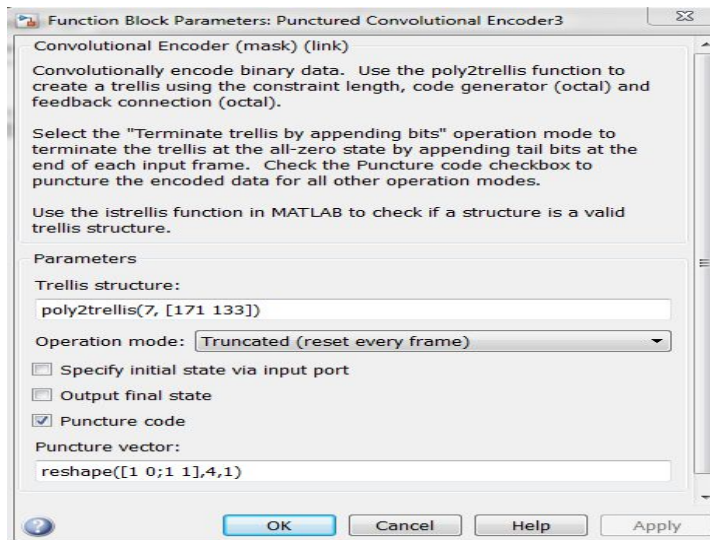 Function Block Parameters: Punctured Convolutional Encoder3
Convolutional Encoder (mask) (link)
Convolutionally encode binary data. Use the poly2trellis function to
create a trellis using the constraint length, code generator (octal) and
feedback connection (octal).
Select the "Terminate trellis by appending bits" operation mode to
terminate the trellis at the all-zero state by appending tail bits at the
end of each input frame. Check the Puncture code checkbox to
puncture the encoded data for all other operation modes.
Use the istrellis function in MATLAB to check if a structure is a valid
trellis structure.
Parameters
Trellis structure:
poly2trellis(7, [171 133])
Operation mode: Truncated (reset every frame)
Specify initial state via input port
Output final state
Puncture code
Puncture vector:
reshape([1 0;1 1],4,1)
OK Cancel Help Apply